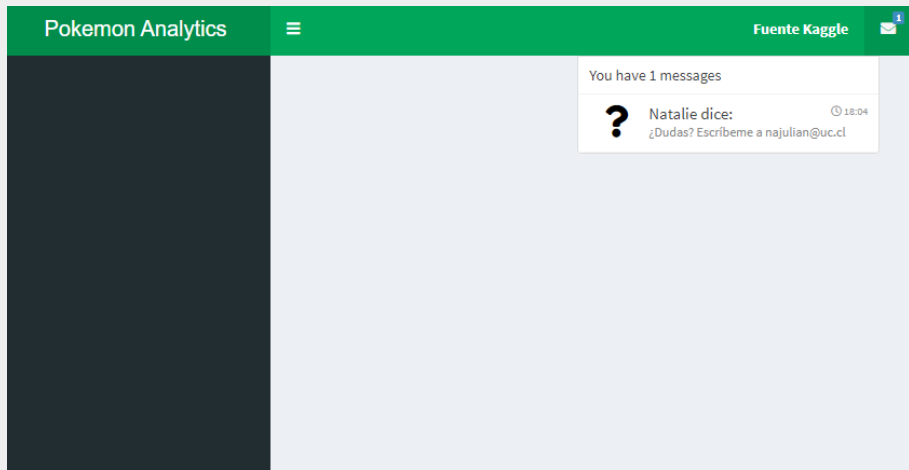 Pokemon Analytics
Fuente Kaggle
1
You have 1 messages
Natalie dice:
18:04
¿Dudas? Escríbeme a najulian@uc.cl